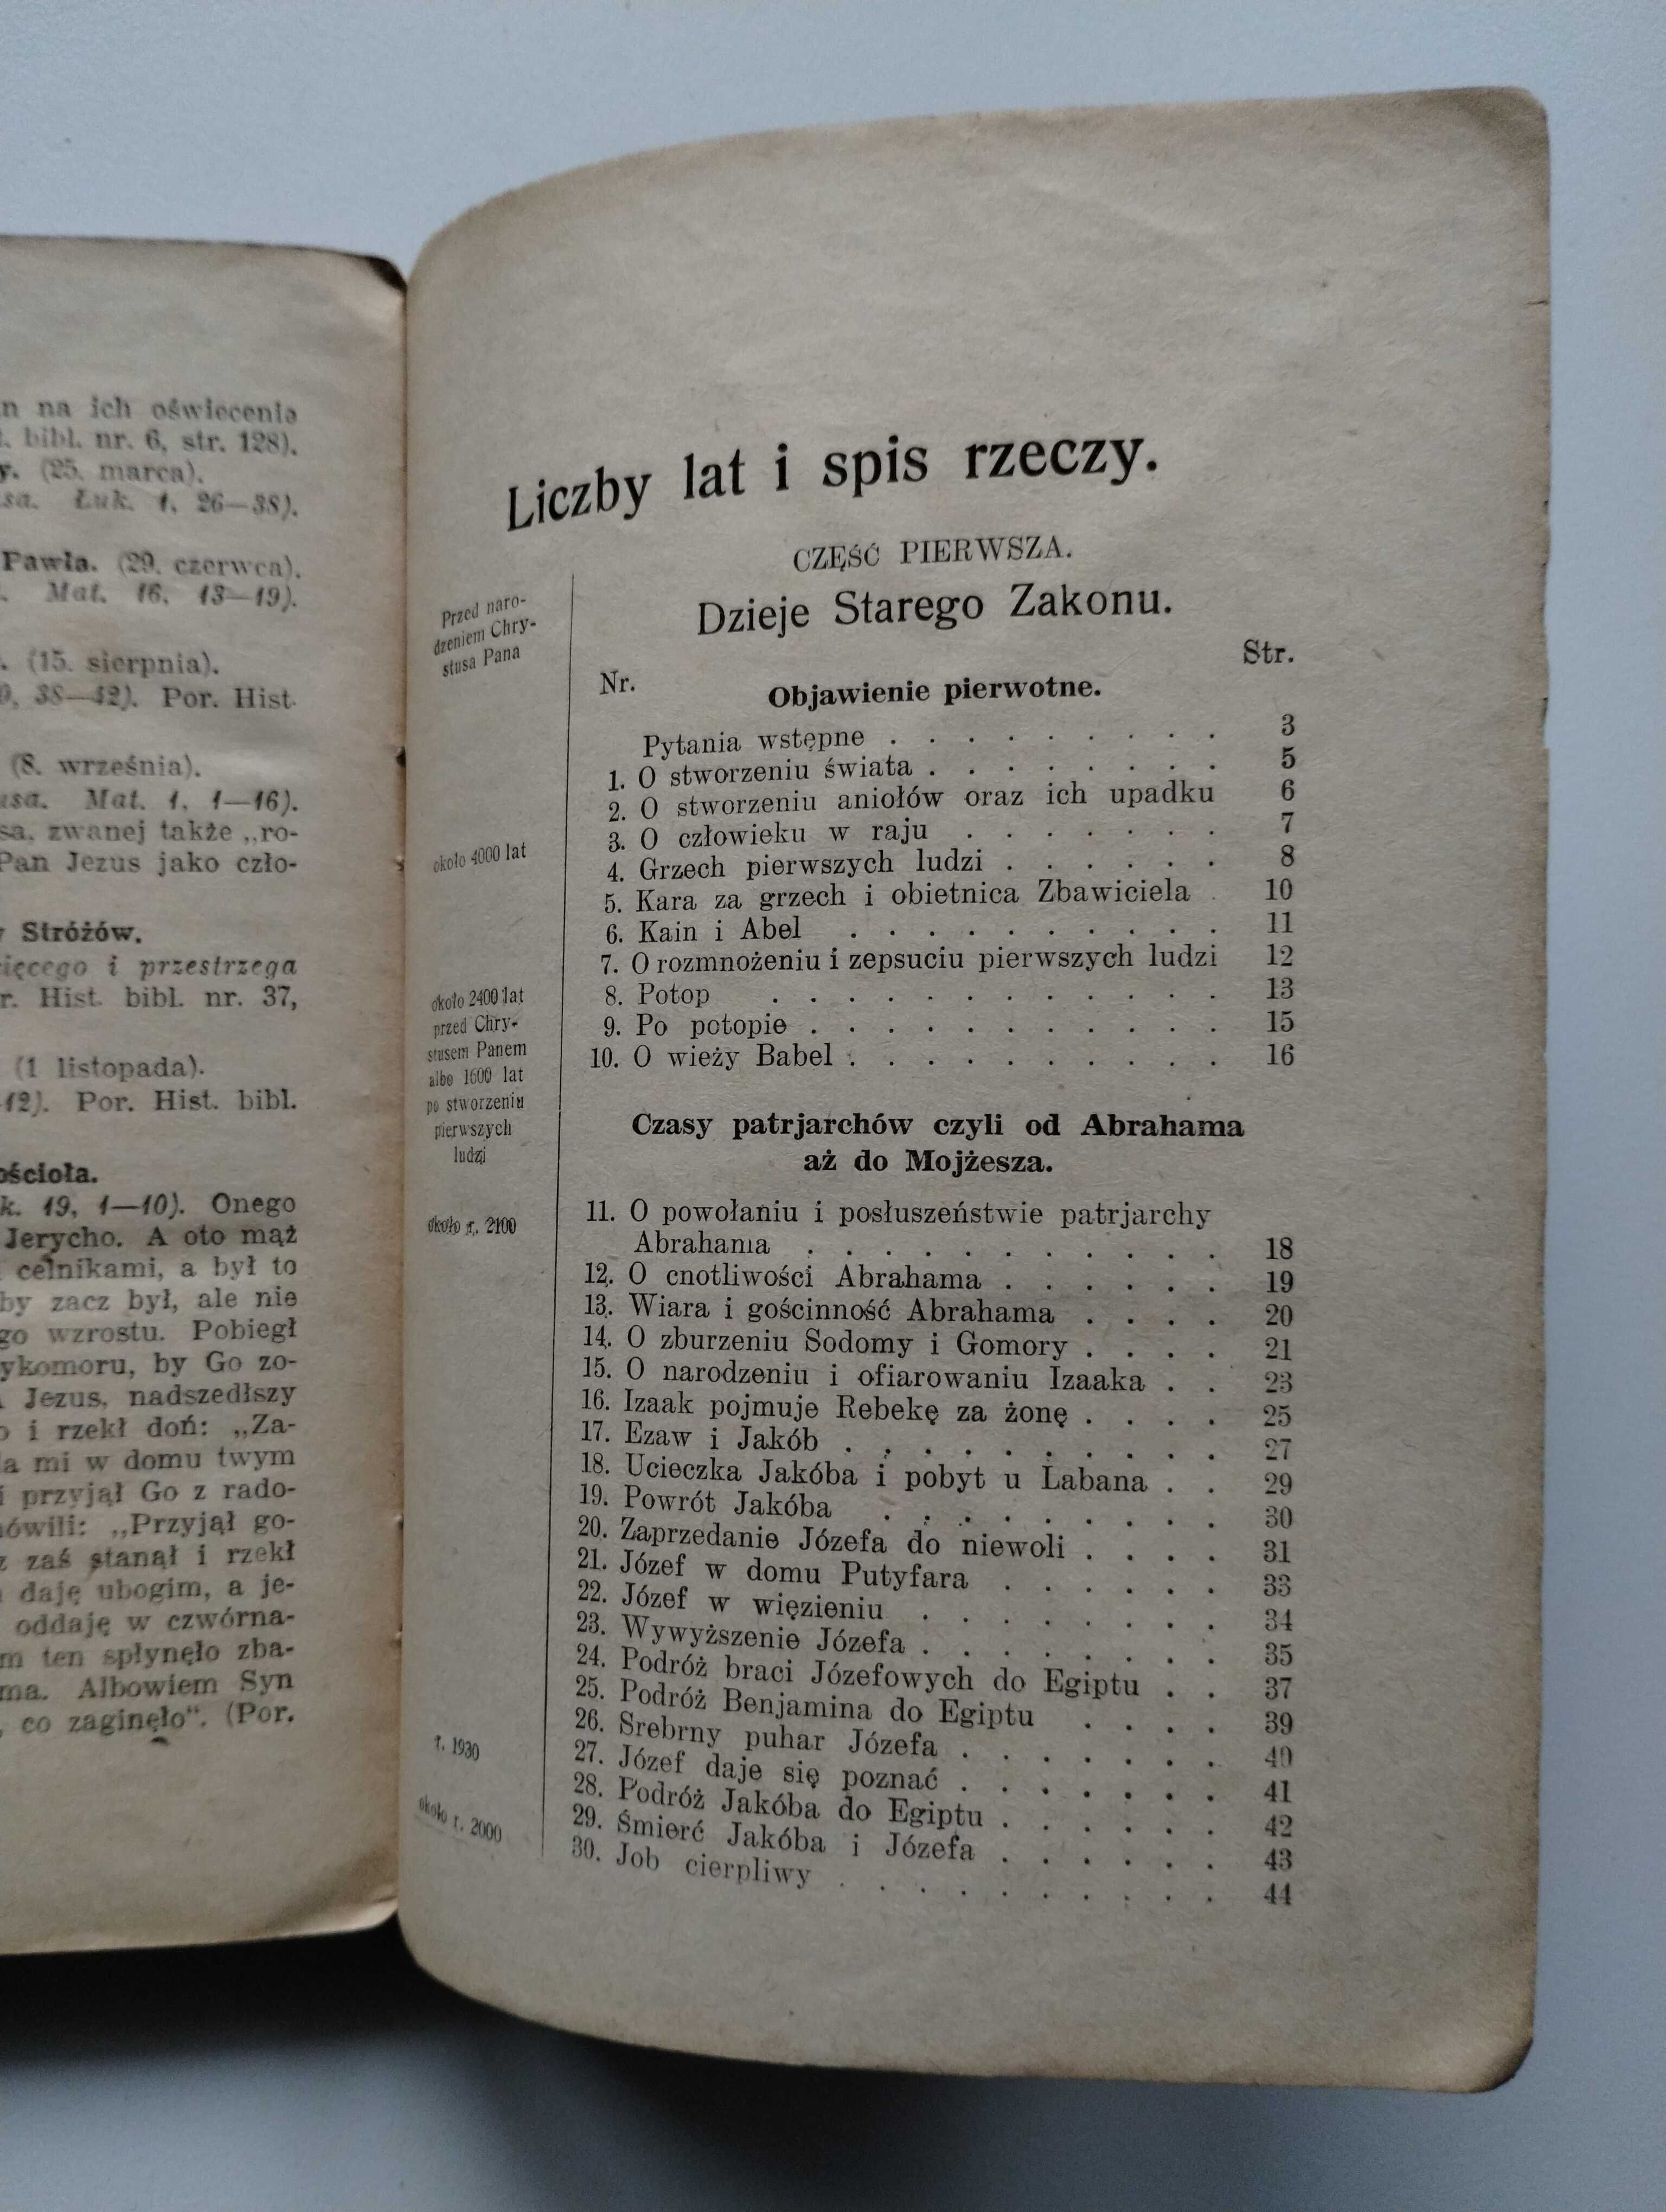 n na ich oświecenie
bibl. nr. 6, str. 128).
y. (25. marca).
sa. Łuk. 1, 26—38).
Pawła. (29. czerwca).
Mat. 16, 13—19).
. (15. sierpnia).
38—42). Por. Hist.
(8. września).
usa. Mat. 1, 1—16).
sa, zwanej także „ro-
Pan Jezus jako czło-
Stróżów.
ięcego i przestrzega
r. Hist. bibl. nr. 37,
(1 listopada).
12). Por. Hist. bibl.
ościoła.
k. 19, 1—10). Onego
Jerycho. A oto mąż
celnikami, a był to
by zacz był, ale nie
go wzrostu. Pobiegł
ykomoru, by Go zo-
Jezus, nadszedłszy
i rzekł doń: „Za-
a mi w domu twym
i przyjął Go z rado-
ówili: „Przyjął go-
z zaś stanął i rzekł
daję ubogim, a je-
oddaję w czwórna-
m ten spłynęło zba-
ma. Albowiem Syn
, co zaginęło". (Por.
Liczby lat i spis rzeczy.
CZĘŚĆ PIERWSZA.
Dzieje Starego Zakonu.
Przed naro-
dzeniem Chry-
stusa Pana
Nr. Str.
Objawienie pierwotne.
Pytania wstępne . . . . . . . . . 3
1. O stworzeniu świata . . . . . . . . 5
2. O stworzeniu aniołów oraz ich upadku 6
3. O człowieku w raju . . . . . . . 7
około 4000 lat
4. Grzech pierwszych ludzi . . . . . . 8
5. Kara za grzech i obietnica Zbawiciela . 10
6. Kain i Abel . . . . . . . . . . 11
7. O rozmnożeniu i zepsuciu pierwszych ludzi 12
około 2400 lat
przed Chry-
stusem Panem
albo 1600 lat
po stworzeniu
pierwszych
ludzi
8. Potop . . . . . . . . . . . . 13
9. Po potopie . . . . . . . . . . . 15
10. O wieży Babel . . . . . . . . . . 16
Czasy patrjarchów czyli od Abrahama
aż do Mojżesza.
około r. 2100
11. O powołaniu i posłuszeństwie patrjarchy
Abrahama . . . . . . . . . . . 18
12. O cnotliwości Abrahama . . . . . . 19
13. Wiara i gościnność Abrahama . . . . 20
14. O zburzeniu Sodomy i Gomory . . . . 21
15. O narodzeniu i ofiarowaniu Izaaka . . 23
16. Izaak pojmuje Rebekę za żonę . . . . 25
17. Ezaw i Jakób . . . . . . . . . . 27
18. Ucieczka Jakóba i pobyt u Labana . . 29
19. Powrót Jakóba . . . . . . . . . 30
20. Zaprzedanie Józefa do niewoli . . . . 31
21. Józef w domu Putyfara . . . . . . 33
22. Józef w więzieniu . . . . . . . . 34
23. Wywyższenie Józefa . . . . . . . . 35
24. Podróż braci Józefowych do Egiptu . . 37
25. Podróż Benjamina do Egiptu . . . . 39
26. Srebrny puhar Józefa . . . . . . . 40
27. Józef daje się poznać . . . . . . . 41
r. 1930
28. Podróż Jakóba do Egiptu . . . . . . 42
29. Śmierć Jakóba i Józefa . . . . . . 43
około r. 2000
30. Job cierpliwy . . . . . . . . . . 44